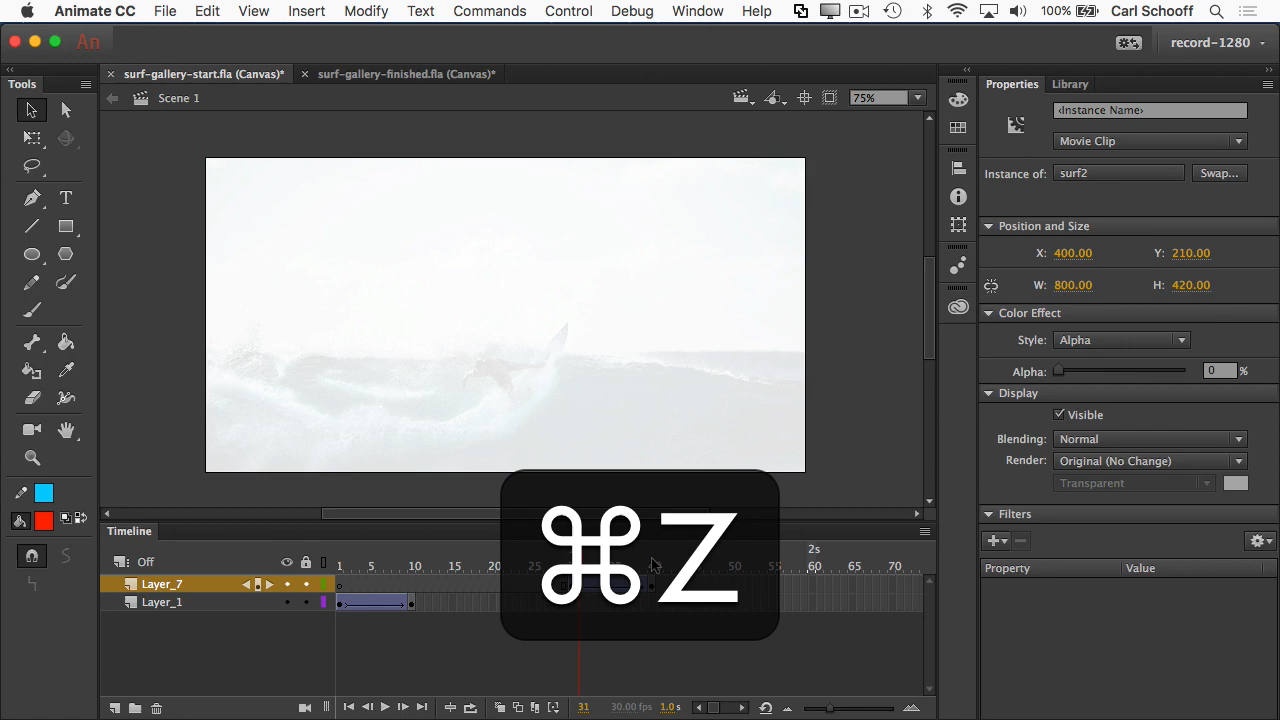 Animate CC File Edit View Insert Modify Text Commands Control Debug Window Help 100% Carl Schooff
An record-1280
Tools
surf-gallery-start.fla (Canvas)* surf-gallery-finished.fla (Canvas)*
Properties Library
Scene 1 75%
<Instance Name>
Movie Clip
Instance of: surf2 Swap...
Position and Size
X: 400.00 Y: 210.00
W: 800.00 H: 420.00
Color Effect
Style: Alpha
Alpha: 0 %
Display
Visible
Blending: Normal
Render: Original (No Change)
Transparent
Filters
Property Value
Timeline
2s
Off 1 5 10 15 20 25 50 55 60 65 70
Layer_7
Layer_1
⌘Z
31 30.00 fps 1.0 s